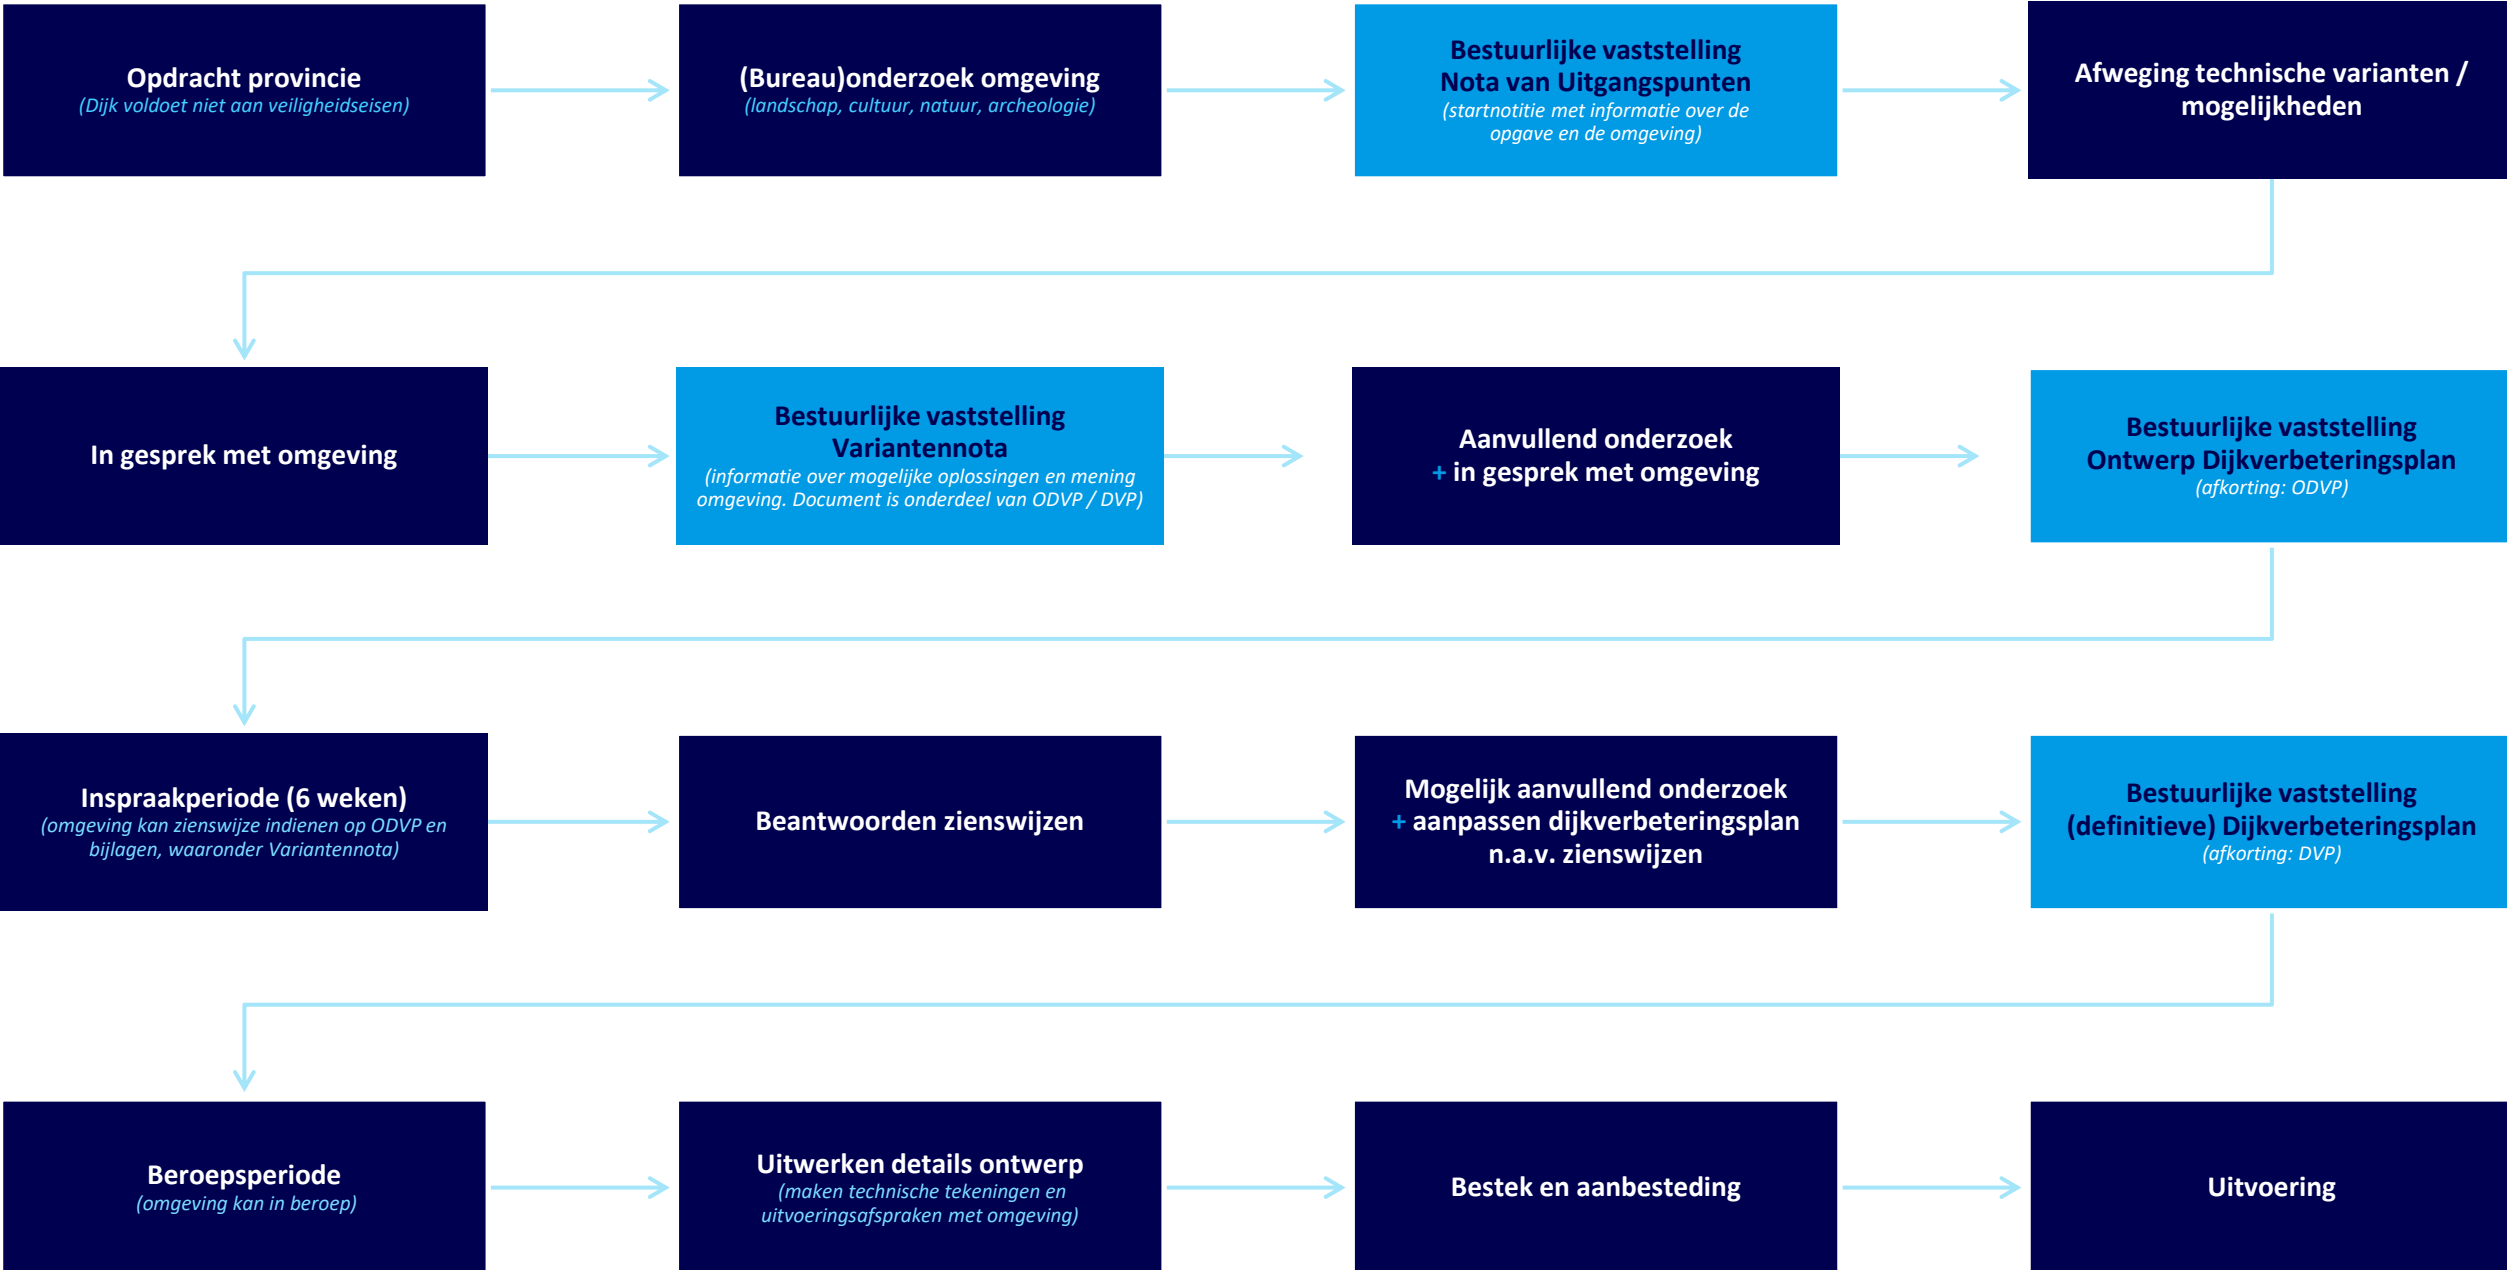 Opdracht provincie
(Dijk voldoet niet aan veiligheidseisen)
(Bureau)onderzoek omgeving
(landschap, cultuur, natuur, archeologie)
Bestuurlijke vaststelling
Nota van Uitgangspunten
(startnotitie met informatie over de
opgave en de omgeving)
Afweging technische varianten /
mogelijkheden
In gesprek met omgeving
Bestuurlijke vaststelling
Variantennota
(informatie over mogelijke oplossingen en mening
omgeving. Document is onderdeel van ODVP / DVP)
Aanvullend onderzoek
+ in gesprek met omgeving
Bestuurlijke vaststelling
Ontwerp Dijkverbeteringsplan
(afkorting: ODVP)
Inspraakperiode (6 weken)
(omgeving kan zienswijze indienen op ODVP en
bijlagen, waaronder Variantennota)
Beantwoorden zienswijzen
Mogelijk aanvullend onderzoek
+ aanpassen dijkverbeteringsplan
n.a.v. zienswijzen
Bestuurlijke vaststelling
(definitieve) Dijkverbeteringsplan
(afkorting: DVP)
Beroepsperiode
(omgeving kan in beroep)
Uitwerken details ontwerp
(maken technische tekeningen en
uitvoeringsafspraken met omgeving)
Bestek en aanbesteding
Uitvoering